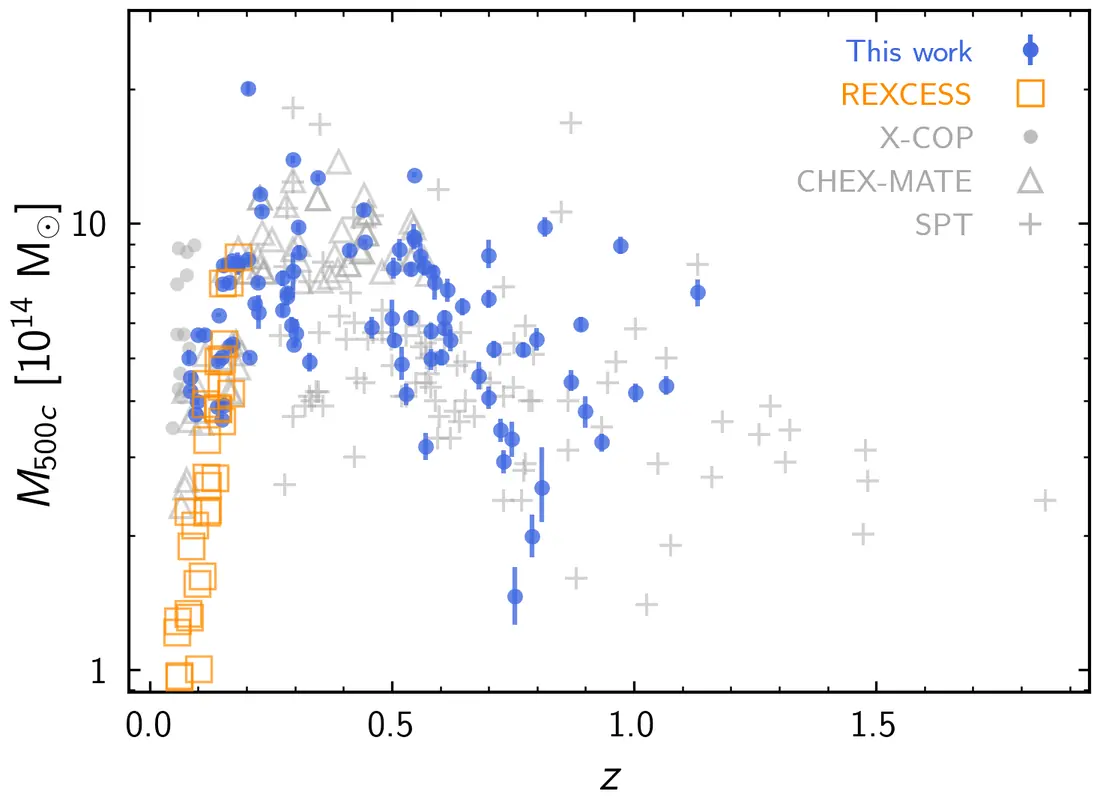 This work
REXCESS
X-COP
CHEX-MATE
SPT
M500c [10^14 M⊙]
10
1
0.0 0.5 1.0 1.5
z